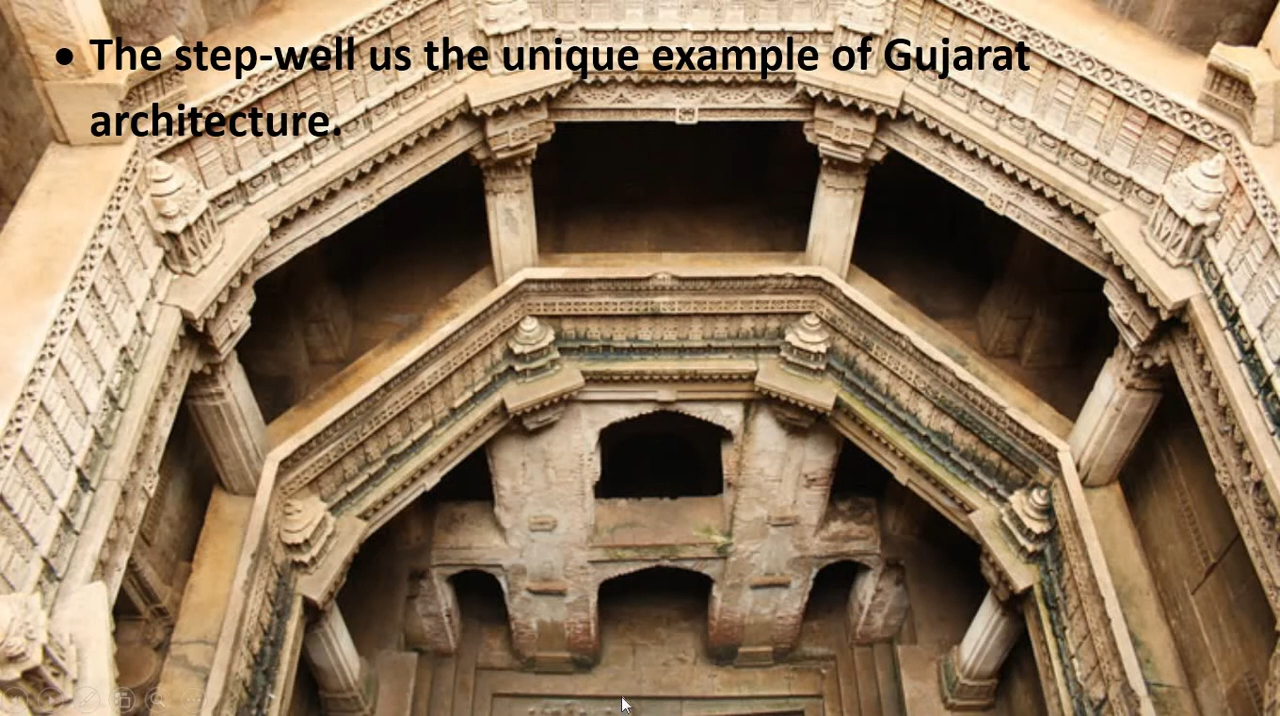 • The step-well us the unique example of Gujarat
architecture.